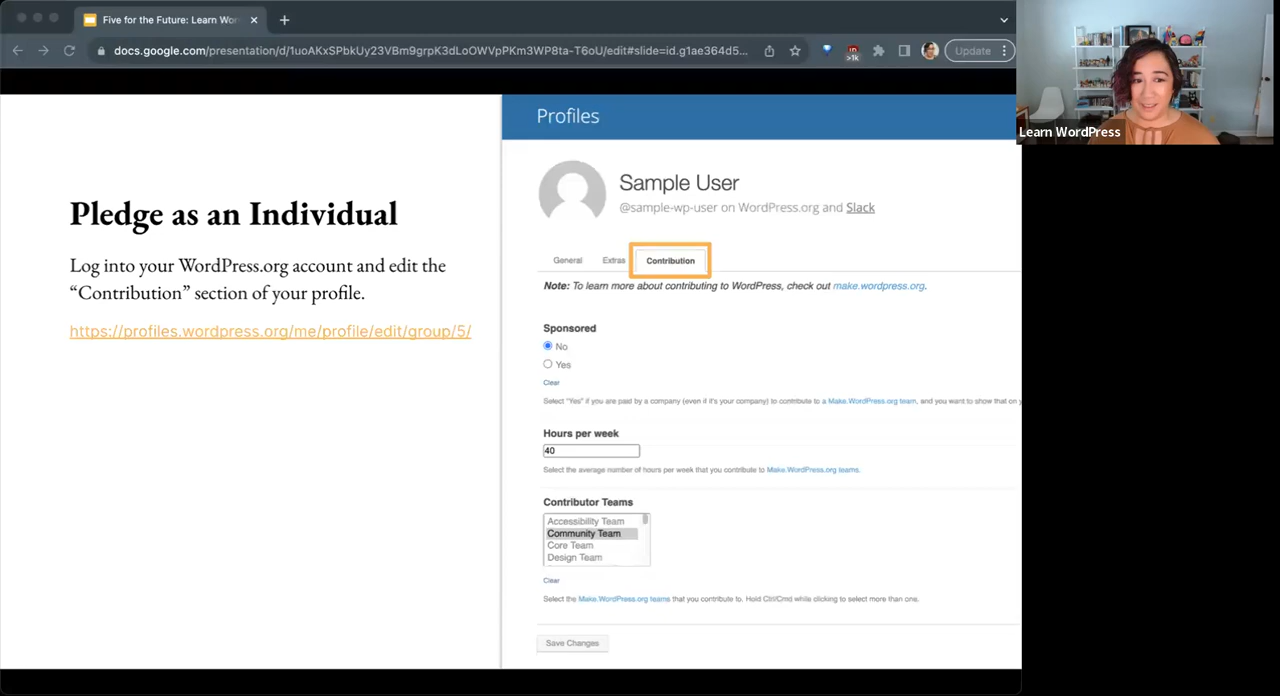 Five for the Future: Learn Wor
docs.google.com/presentation/d/1uoAKxSPbkUy23VBm9grpK3dLoOWVpPKm3WP8ta-T6oU/edit#slide=id.g1ae364d5...
>1k
Update
Learn WordPress
Pledge as an Individual
Log into your WordPress.org account and edit the
“Contribution” section of your profile.
https://profiles.wordpress.org/me/profile/edit/group/5/
Profiles
Sample User
@sample-wp-user on WordPress.org and Slack
General Extras Contribution
Note: To learn more about contributing to WordPress, check out make.wordpress.org.
Sponsored
No
Yes
Clear
Select "Yes" if you are paid by a company (even if it's your company) to contribute to a Make.WordPress.org team, and you want to show that on y
Hours per week
40
Select the average number of hours per week that you contribute to Make.WordPress.org teams.
Contributor Teams
Accessibility Team
Community Team
Core Team
Design Team
Clear
Select the Make.WordPress.org teams that you contribute to. Hold Ctrl/Cmd while clicking to select more than one.
Save Changes